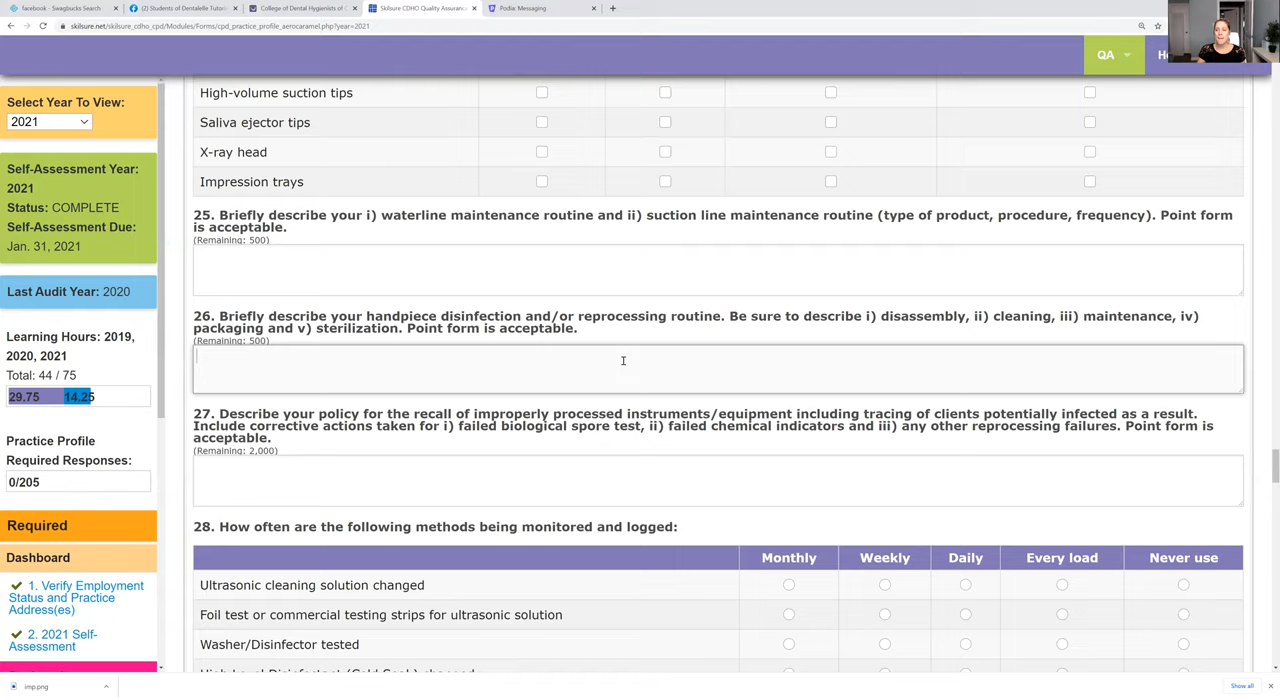 facebook - Swagbucks Search
(2) Students of Dentalelle Tutori
College of Dental Hygienists of O
Skilsure CDHO Quality Assurance
Podia: Messaging
skilsure.net/skilsure_cdho_cpd/Modules/Forms/cpd_practice_profile_aerocaramel.php?year=2021
QA
Select Year To View:
2021
Self-Assessment Year:
2021
Status: COMPLETE
Self-Assessment Due:
Jan. 31, 2021
Last Audit Year: 2020
Learning Hours: 2019,
2020, 2021
Total: 44 / 75
29.75 14.25
Practice Profile
Required Responses:
0/205
Required
Dashboard
1. Verify Employment
Status and Practice
Address(es)
2. 2021 Self-
Assessment
High-volume suction tips
Saliva ejector tips
X-ray head
Impression trays
25. Briefly describe your i) waterline maintenance routine and ii) suction line maintenance routine (type of product, procedure, frequency). Point form
is acceptable.
(Remaining: 500)
26. Briefly describe your handpiece disinfection and/or reprocessing routine. Be sure to describe i) disassembly, ii) cleaning, iii) maintenance, iv)
packaging and v) sterilization. Point form is acceptable.
(Remaining: 500)
27. Describe your policy for the recall of improperly processed instruments/equipment including tracing of clients potentially infected as a result.
Include corrective actions taken for i) failed biological spore test, ii) failed chemical indicators and iii) any other reprocessing failures. Point form is
acceptable.
(Remaining: 2,000)
28. How often are the following methods being monitored and logged:
Monthly Weekly Daily Every load Never use
Ultrasonic cleaning solution changed
Foil test or commercial testing strips for ultrasonic solution
Washer/Disinfector tested
imp.png
Show all